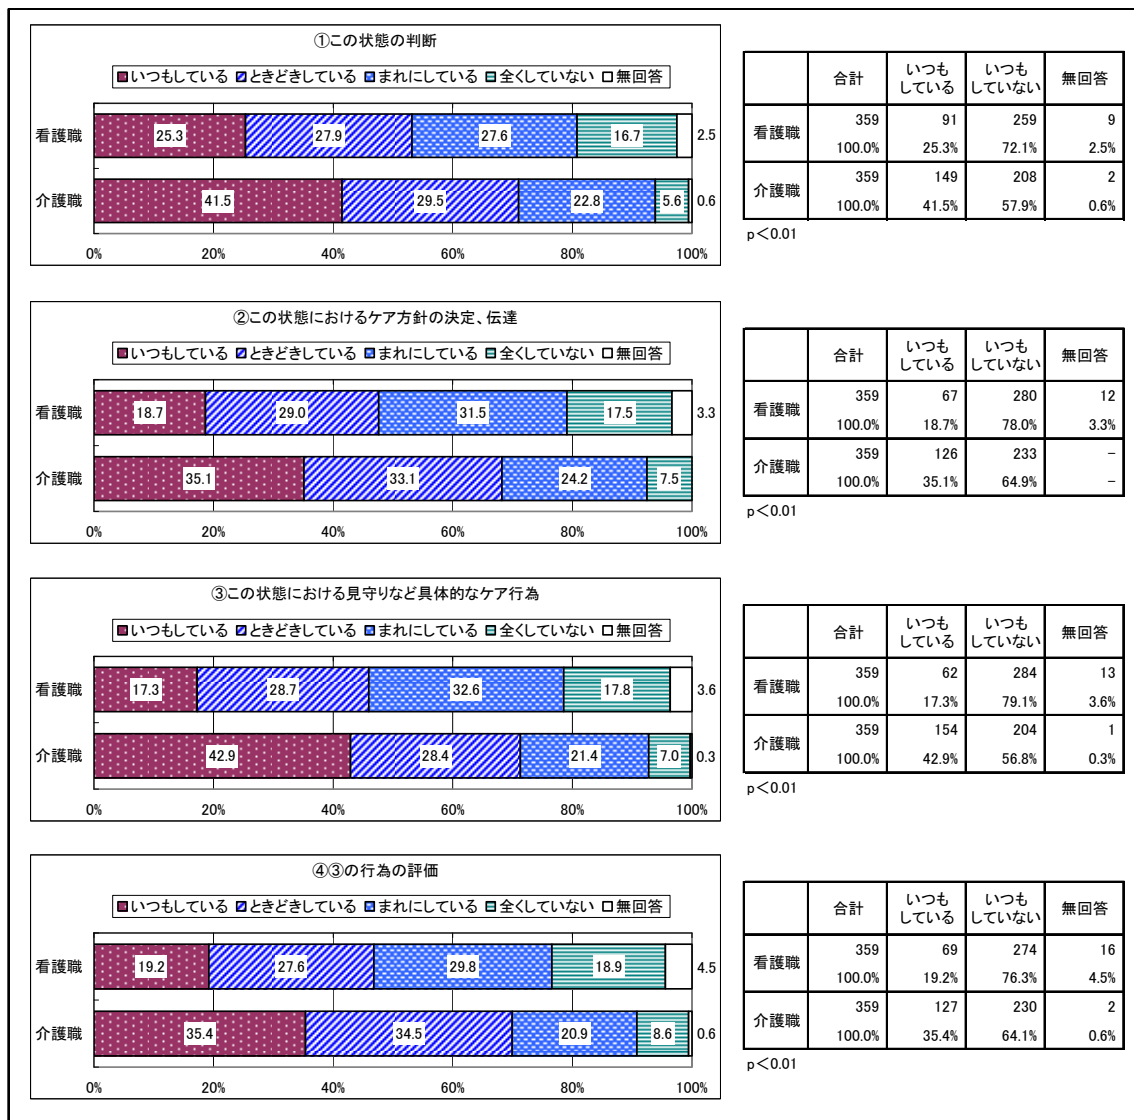 ①この状態の判断
いつもしている ときどきしている まれにしている 全くしていない 無回答
看護職 25.3 27.9 27.6 16.7 2.5
介護職 41.5 29.5 22.8 5.6 0.6
0% 20% 40% 60% 80% 100%
合計 いつもしている いつもしていない 無回答
看護職 359 91 259 9
100.0% 25.3% 72.1% 2.5%
介護職 359 149 208 2
100.0% 41.5% 57.9% 0.6%
p<0.01
②この状態におけるケア方針の決定、伝達
いつもしている ときどきしている まれにしている 全くしていない 無回答
看護職 18.7 29.0 31.5 17.5 3.3
介護職 35.1 33.1 24.2 7.5
0% 20% 40% 60% 80% 100%
合計 いつもしている いつもしていない 無回答
看護職 359 67 280 12
100.0% 18.7% 78.0% 3.3%
介護職 359 126 233 －
100.0% 35.1% 64.9% －
p<0.01
③この状態における見守りなど具体的なケア行為
いつもしている ときどきしている まれにしている 全くしていない 無回答
看護職 17.3 28.7 32.6 17.8 3.6
介護職 42.9 28.4 21.4 7.0 0.3
0% 20% 40% 60% 80% 100%
合計 いつもしている いつもしていない 無回答
看護職 359 62 284 13
100.0% 17.3% 79.1% 3.6%
介護職 359 154 204 1
100.0% 42.9% 56.8% 0.3%
p<0.01
④③の行為の評価
いつもしている ときどきしている まれにしている 全くしていない 無回答
看護職 19.2 27.6 29.8 18.9 4.5
介護職 35.4 34.5 20.9 8.6 0.6
0% 20% 40% 60% 80% 100%
合計 いつもしている いつもしていない 無回答
看護職 359 69 274 16
100.0% 19.2% 76.3% 4.5%
介護職 359 127 230 2
100.0% 35.4% 64.1% 0.6%
p<0.01